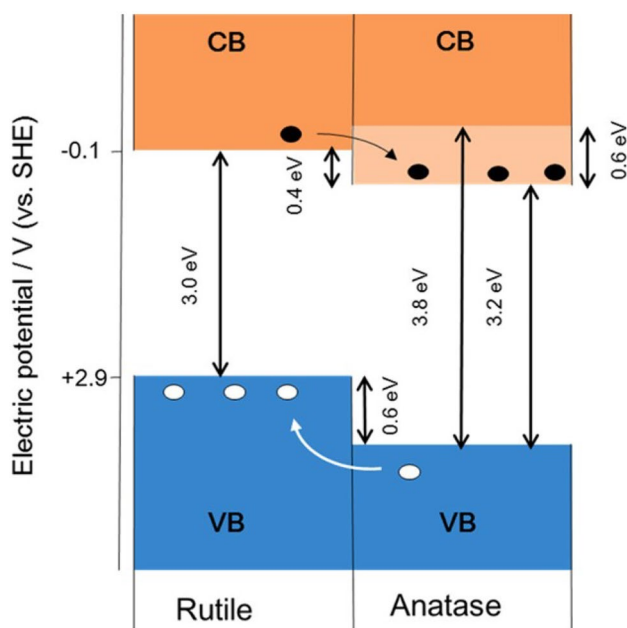 CB
CB
Electric potential / V (vs. SHE)
-0.1
0.4 eV
0.6 eV
3.0 eV
3.8 eV
3.2 eV
+2.9
0.6 eV
VB
VB
Rutile
Anatase